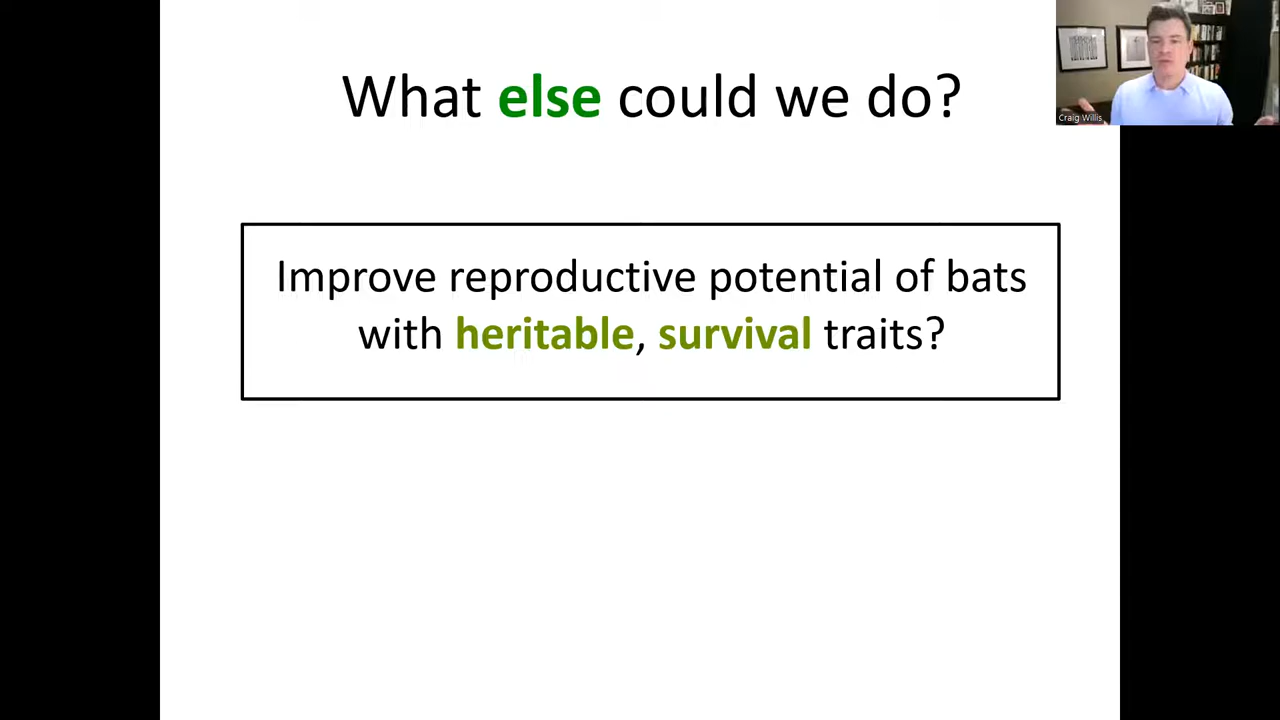 What else could we do?
Craig Willis
Improve reproductive potential of bats
with heritable, survival traits?